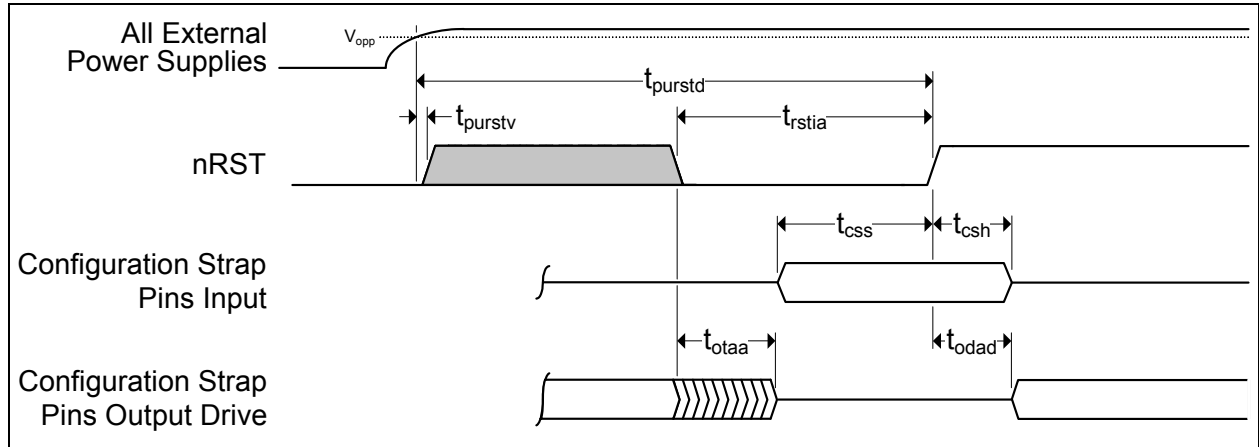 All External
Power Supplies
Vopp
tpurstd
tpurstv
trstia
nRST
tcss
tcsh
Configuration Strap
Pins Input
totaa
todad
Configuration Strap
Pins Output Drive